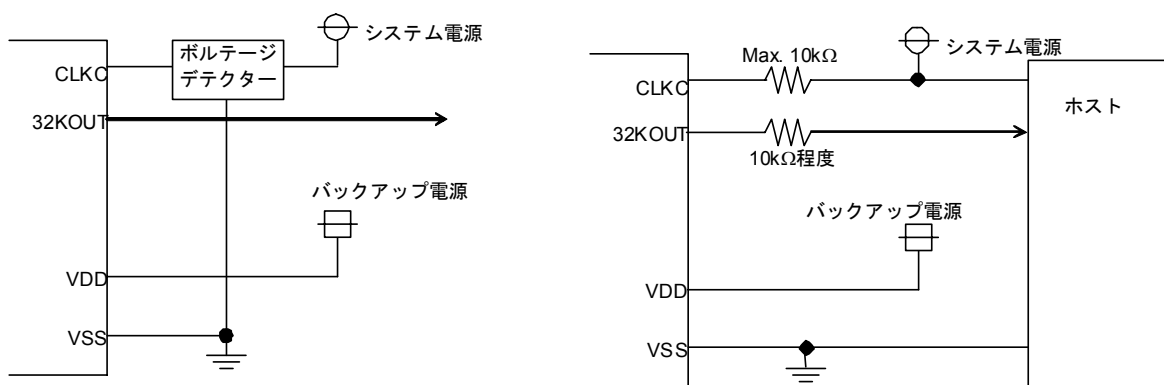 システム電源
ボルテージ
デテクター
CLKC
32KOUT
バックアップ電源
VDD
VSS
システム電源
Max. 10kΩ
CLKC
ホスト
32KOUT
10kΩ程度
バックアップ電源
VDD
VSS